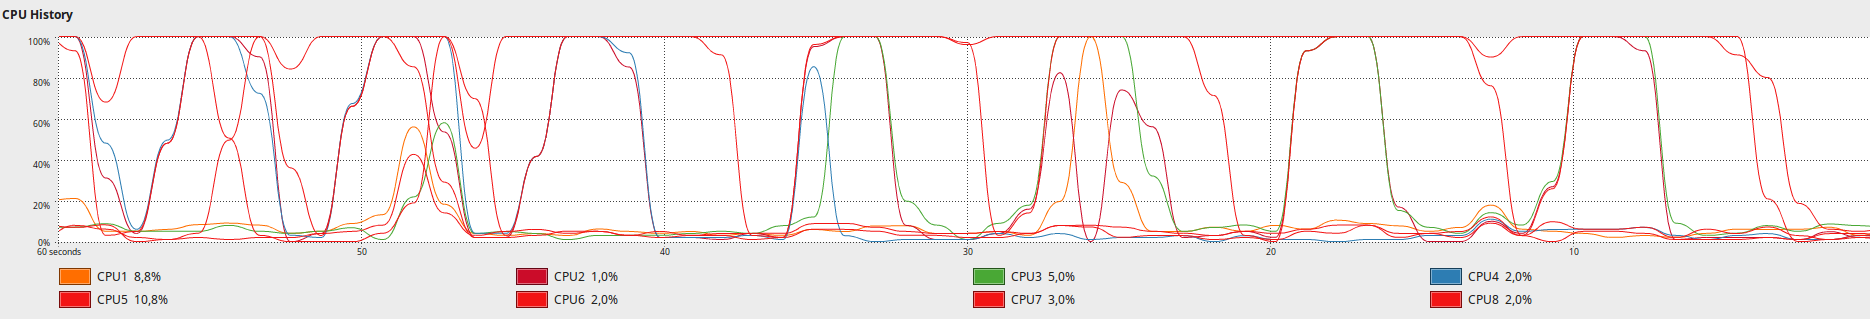 CPU History
100%
80%
60%
40%
20%
0%
60 seconds 50 40 30 20 10
CPU1 8,8% CPU2 1,0% CPU3 5,0% CPU4 2,0%
CPU5 10,8% CPU6 2,0% CPU7 3,0% CPU8 2,0%